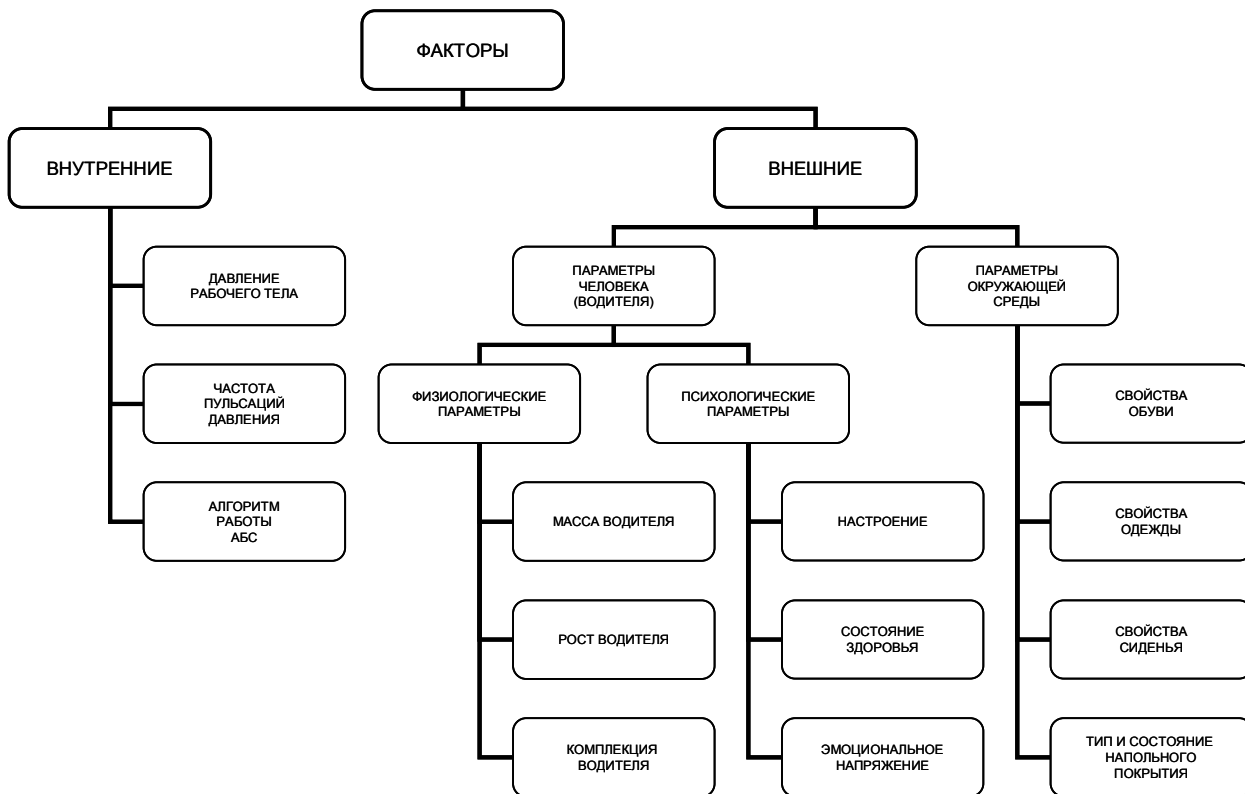 ФАКТОРЫ
ВНУТРЕННИЕ
ВНЕШНИЕ
ДАВЛЕНИЕ
РАБОЧЕГО ТЕЛА
ЧАСТОТА
ПУЛЬСАЦИЙ
ДАВЛЕНИЯ
АЛГОРИТМ
РАБОТЫ
АБС
ПАРАМЕТРЫ
ЧЕЛОВЕКА
(ВОДИТЕЛЯ)
ПАРАМЕТРЫ
ОКРУЖАЮЩЕЙ
СРЕДЫ
ФИЗИОЛОГИЧЕСКИЕ
ПАРАМЕТРЫ
ПСИХОЛОГИЧЕСКИЕ
ПАРАМЕТРЫ
МАССА ВОДИТЕЛЯ
РОСТ ВОДИТЕЛЯ
КОМПЛЕКЦИЯ
ВОДИТЕЛЯ
НАСТРОЕНИЕ
СОСТОЯНИЕ
ЗДОРОВЬЯ
ЭМОЦИОНАЛЬНОЕ
НАПРЯЖЕНИЕ
СВОЙСТВА
ОБУВИ
СВОЙСТВА
ОДЕЖДЫ
СВОЙСТВА
СИДЕНЬЯ
ТИП И СОСТОЯНИЕ
НАПОЛЬНОГО
ПОКРЫТИЯ